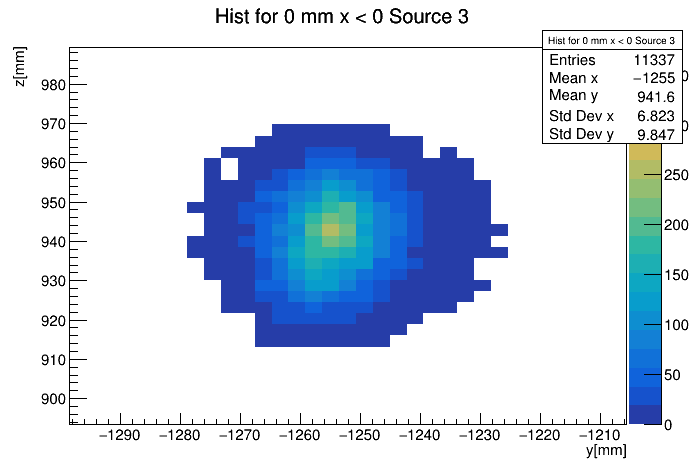 Hist for 0 mm x < 0 Source 3
z[mm]
Hist for 0 mm x < 0 Source 3
Entries 11337
Mean x −1255
Mean y 941.6
Std Dev x 6.823
Std Dev y 9.847
980
970
960
950
940
930
920
910
900
250
200
150
100
50
0
−1290 −1280 −1270 −1260 −1250 −1240 −1230 −1220 −1210
y[mm]